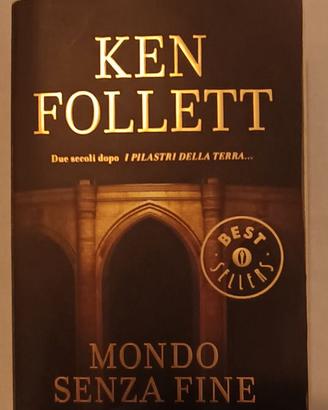 KEN
FOLLETT
Due secoli dopo I PILASTRI DELLA TERRA...
BEST
SELLERS
MONDO
SENZA FINE